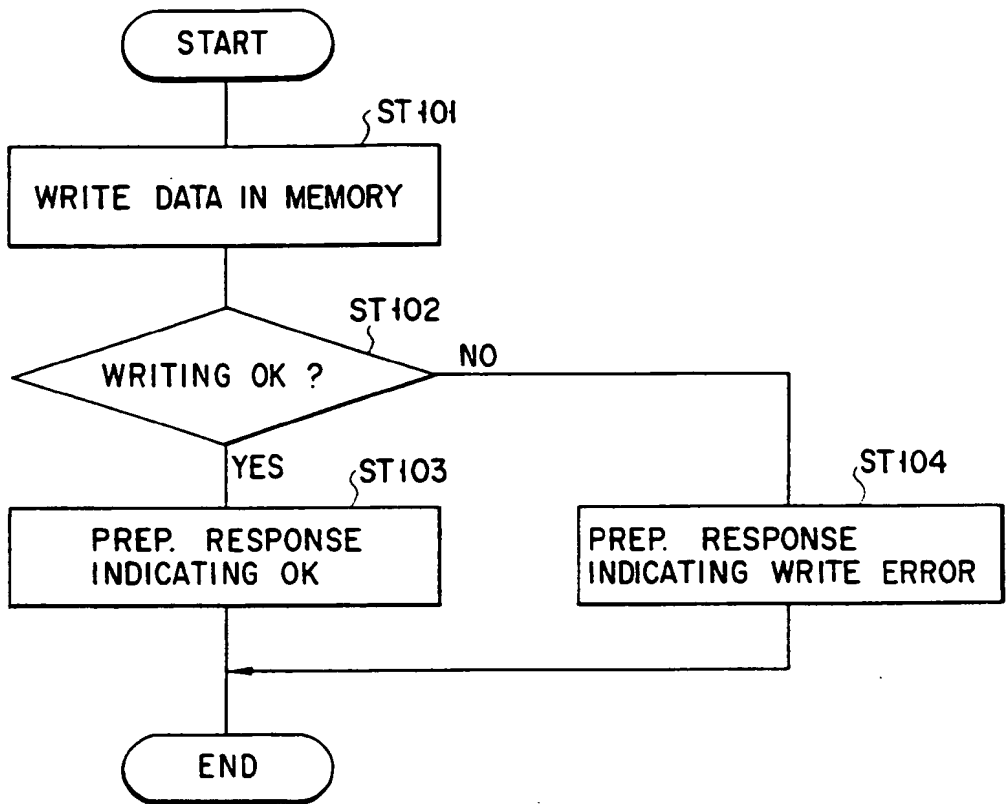 START
ST101
WRITE DATA IN MEMORY
ST102
WRITING OK ?
NO
YES
ST103
PREP. RESPONSE
INDICATING OK
ST104
PREP. RESPONSE
INDICATING WRITE ERROR
END